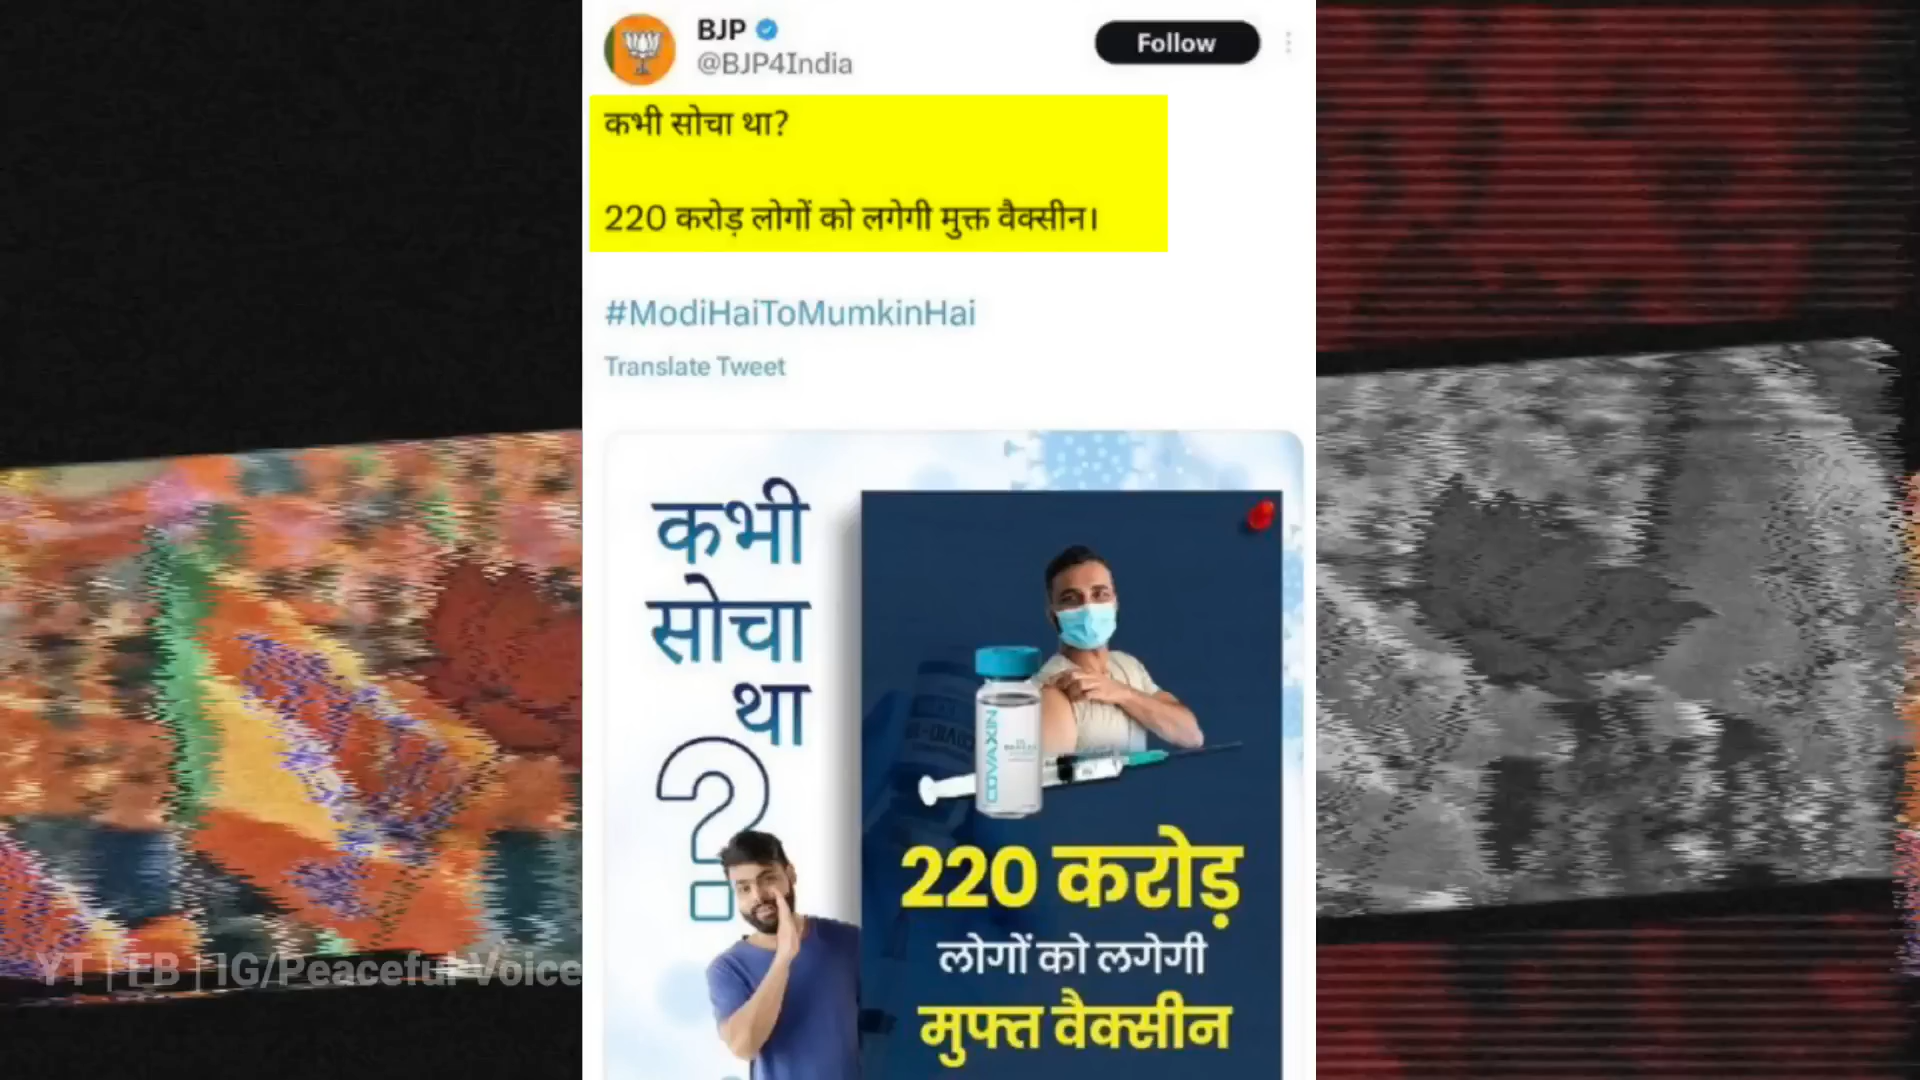 BJP
@BJP4India
Follow
कभी सोचा था?
220 करोड़ लोगों को लगेगी मुक्त वैक्सीन।
#ModiHaiToMumkinHai
Translate Tweet
कभी
सोचा
था
?
COVAXIN
220 करोड़
लोगों को लगेगी
मुफ्त वैक्सीन
YT | FB | IG/Peaceful Voice